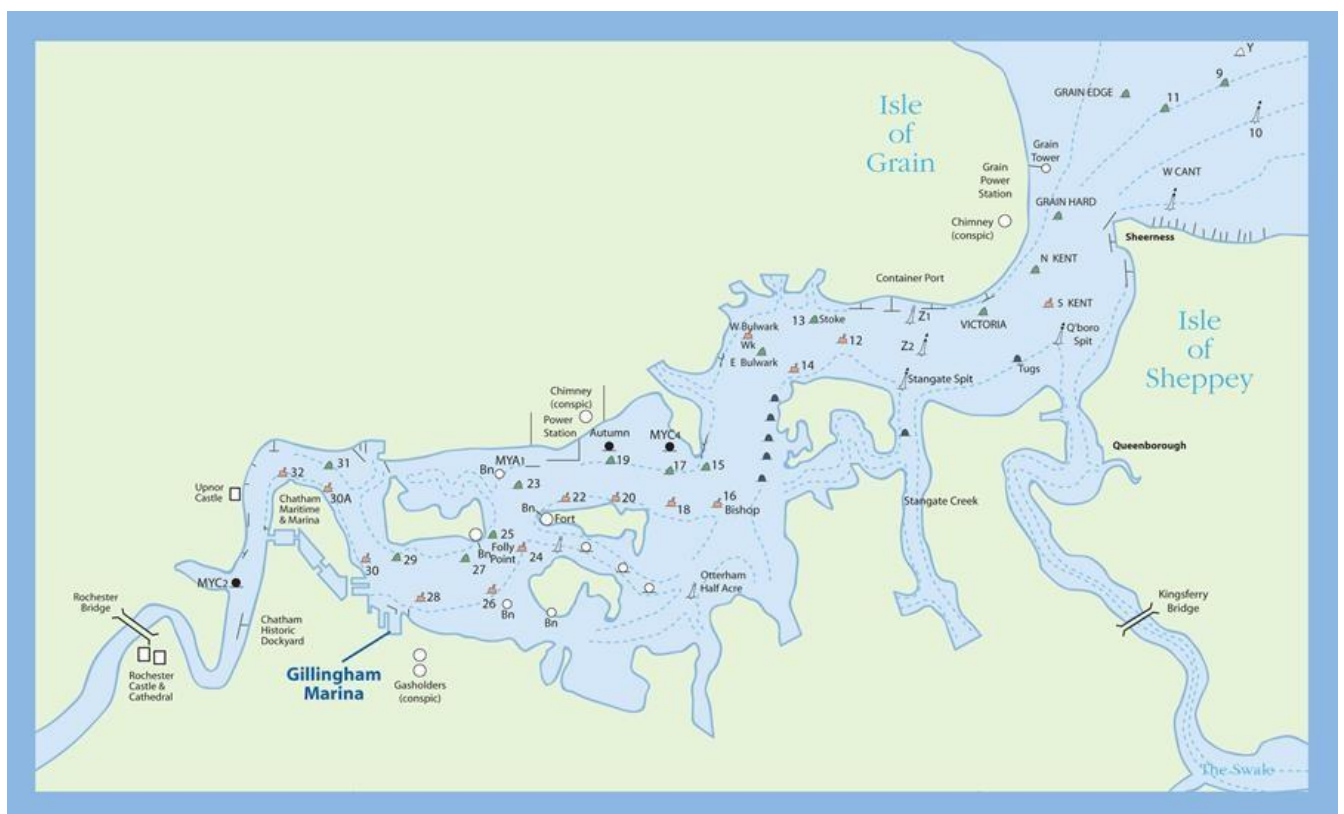 Y
9
GRAIN EDGE
11
10
Isle
of
Grain
Grain
Tower
Grain
Power
Station
W CANT
GRAIN HARD
Chimney
(conspic)
Sheerness
N KENT
Container Port
S KENT
Isle
of
Sheppey
13
Stoke
Z1
VICTORIA
Q'boro
Spit
W Bulwark
Wk
E Bulwark
12
Z2
14
Tugs
Stangate Spit
Chimney
(conspic)
Power
Station
Autumn
MYC4
Queenborough
MYA1
Bn
19
17
15
32
31
23
Upnor
Castle
30A
Chatham
Maritime
& Marina
22
20
18
16
Bishop
Stangate Creek
Bn
Fort
25
Bn
Folly
Point
24
30
29
27
MYC2
Otterham
Half Acre
28
26
Bn
Bn
Rochester
Bridge
Kingsferry
Bridge
Chatham
Historic
Dockyard
Gillingham
Marina
Rochester
Castle &
Cathedral
Gasholders
(conspic)
The Swale